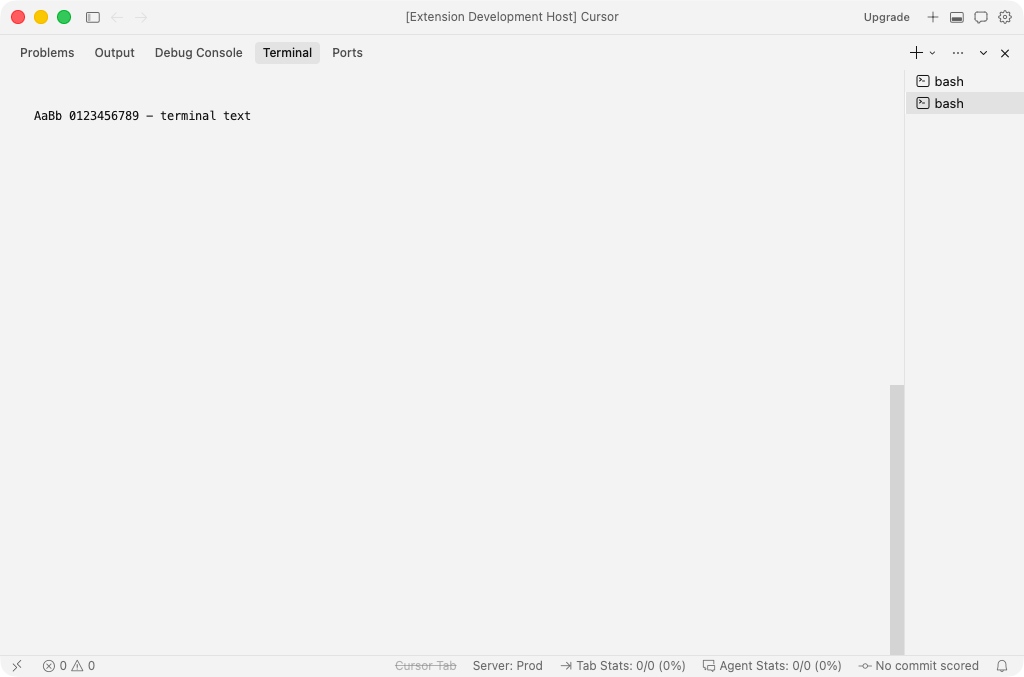 [Extension Development Host] Cursor
Upgrade
Problems Output Debug Console Terminal Ports
bash
bash
AaBb 0123456789 – terminal text
0 0 Cursor Tab Server: Prod Tab Stats: 0/0 (0%) Agent Stats: 0/0 (0%) No commit scored